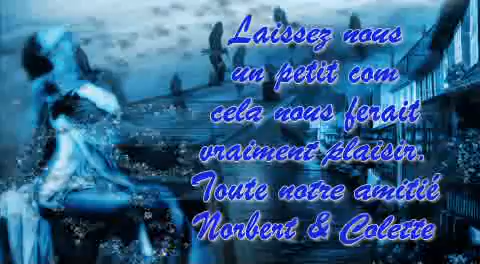 Laissez nous
un petit com
cela nous ferait
vraiment plaisir.
Toute notre amitié
Norbert & Colette